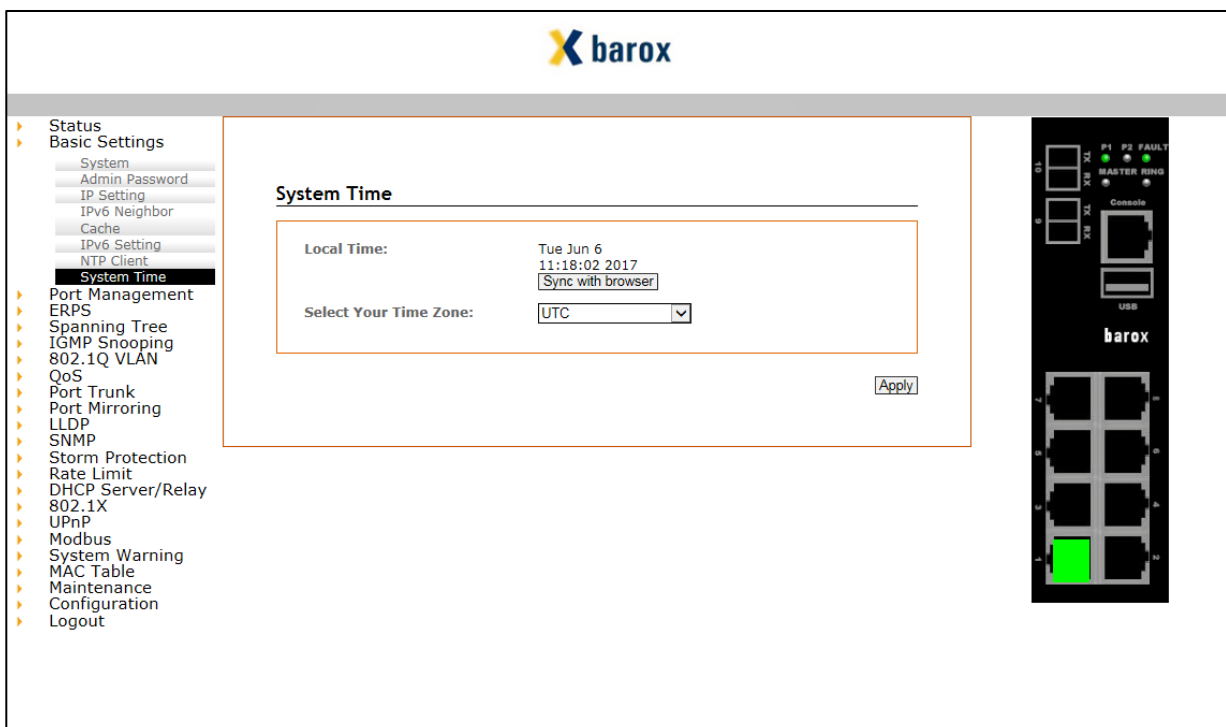 barox
Status
Basic Settings
System
Admin Password
IP Setting
IPv6 Neighbor
Cache
IPv6 Setting
NTP Client
System Time
Port Management
ERPS
Spanning Tree
IGMP Snooping
802.1Q VLAN
QoS
Port Trunk
Port Mirroring
LLDP
SNMP
Storm Protection
Rate Limit
DHCP Server/Relay
802.1X
UPnP
Modbus
System Warning
MAC Table
Maintenance
Configuration
Logout
System Time
Local Time:
Tue Jun 6
11:18:02 2017
Sync with browser
Select Your Time Zone:
UTC
Apply
P1 P2 FAULT
MASTER RING
10
TX
RX
9
TX
RX
Console
USB
barox
7
8
5
6
3
4
1
2